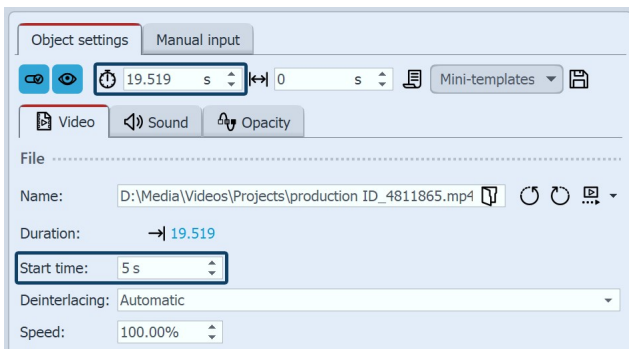 Object settings Manual input
19.519 s 0 s Mini-templates
Video Sound Opacity
File
Name: D:\Media\Videos\Projects\production ID_4811865.mp4
Duration: 19.519
Start time: 5 s
Deinterlacing: Automatic
Speed: 100.00%